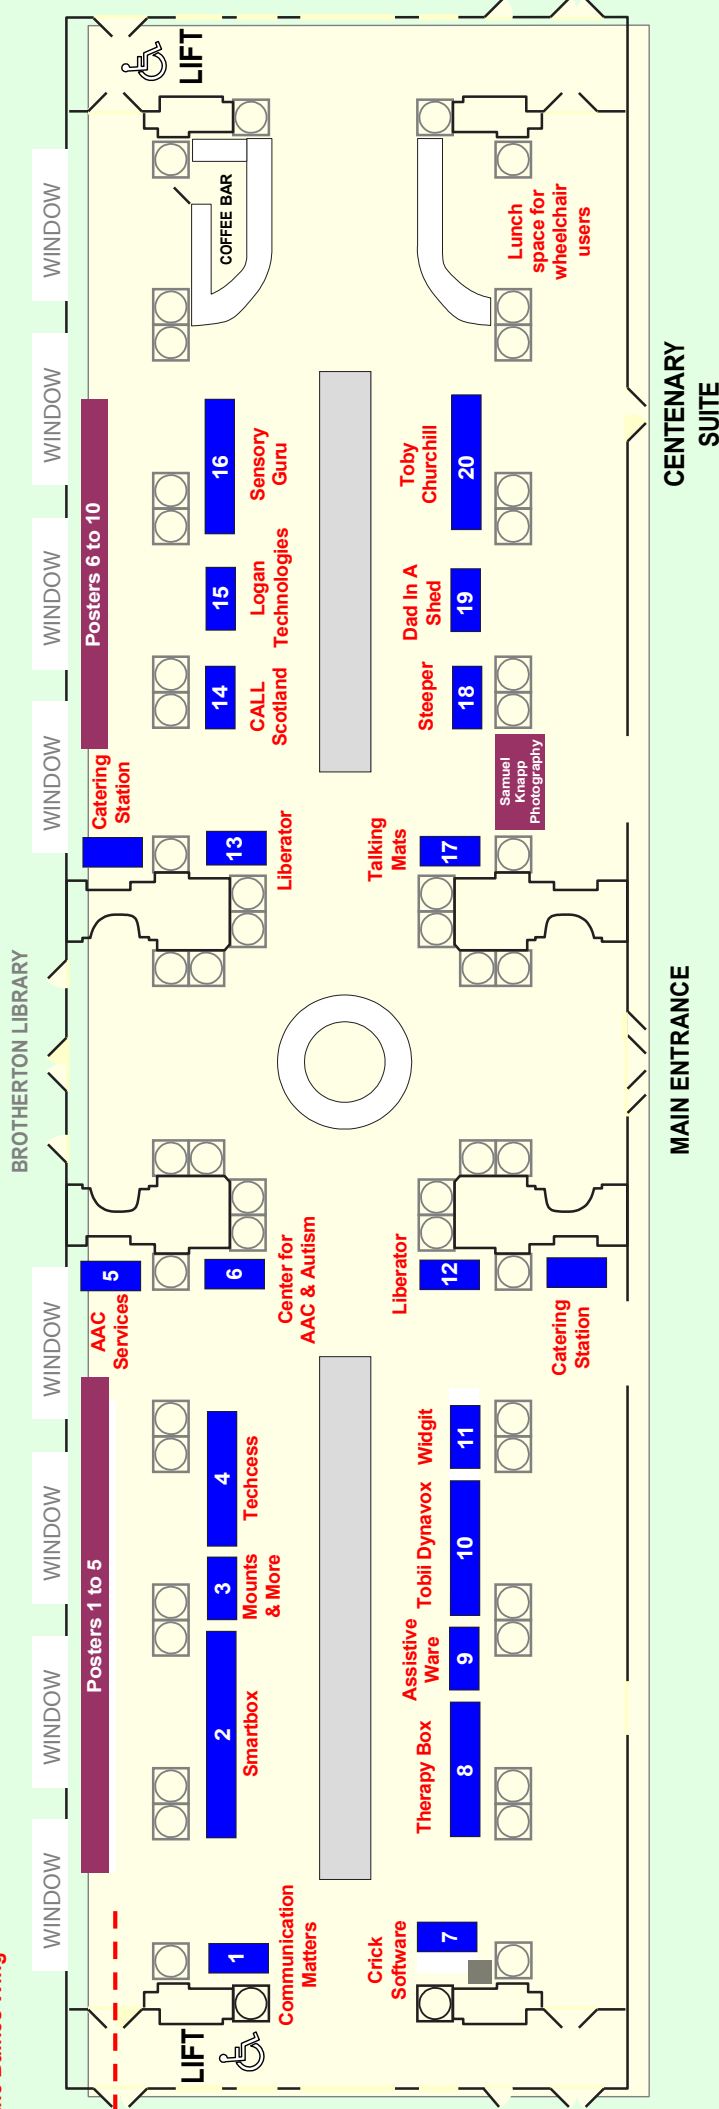 Baines Wing
BROTHERTON LIBRARY
WINDOW
WINDOW
WINDOW
WINDOW
WINDOW
WINDOW
WINDOW
WINDOW
Posters 1 to 5
5
AAC
Services
Catering
Station
Posters 6 to 10
LIFT
1
Communication
Matters
2
Smartbox
3
Mounts
& More
4
Techcess
6
Center for
AAC & Autism
13
Liberator
14
CALL
Scotland
15
Logan
Technologies
16
Sensory
Guru
COFFEE BAR
LIFT
Crick
Software
7
Therapy Box
8
Assistive
Ware
9
Tobii Dynavox
10
Widgit
11
Liberator
12
Catering
Station
Talking
Mats
17
Samuel
Knapp
Photography
Steeper
18
Dad In A
Shed
19
Toby
Churchill
20
Lunch
space for
wheelchair
users
MAIN ENTRANCE
CENTENARY
SUITE